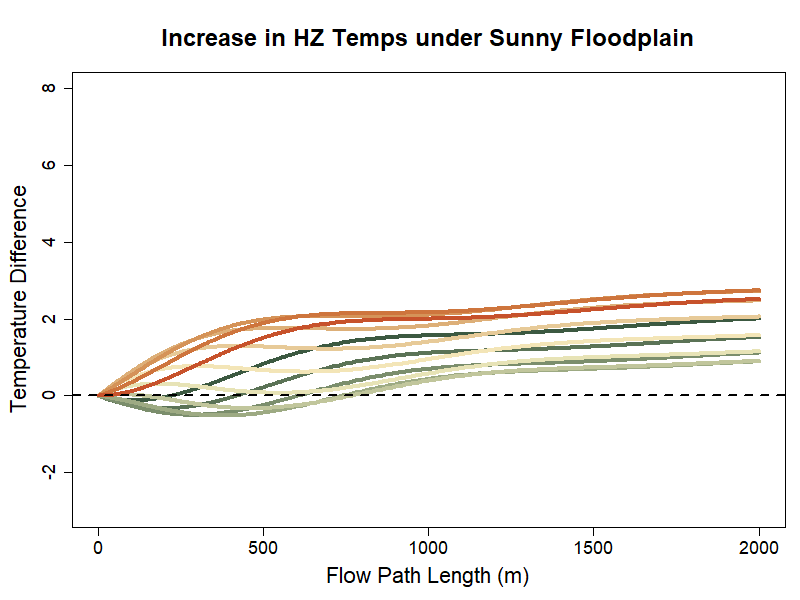 Increase in HZ Temps under Sunny Floodplain
Temperature Difference
8
6
4
2
0
-2
0 500 1000 1500 2000
Flow Path Length (m)